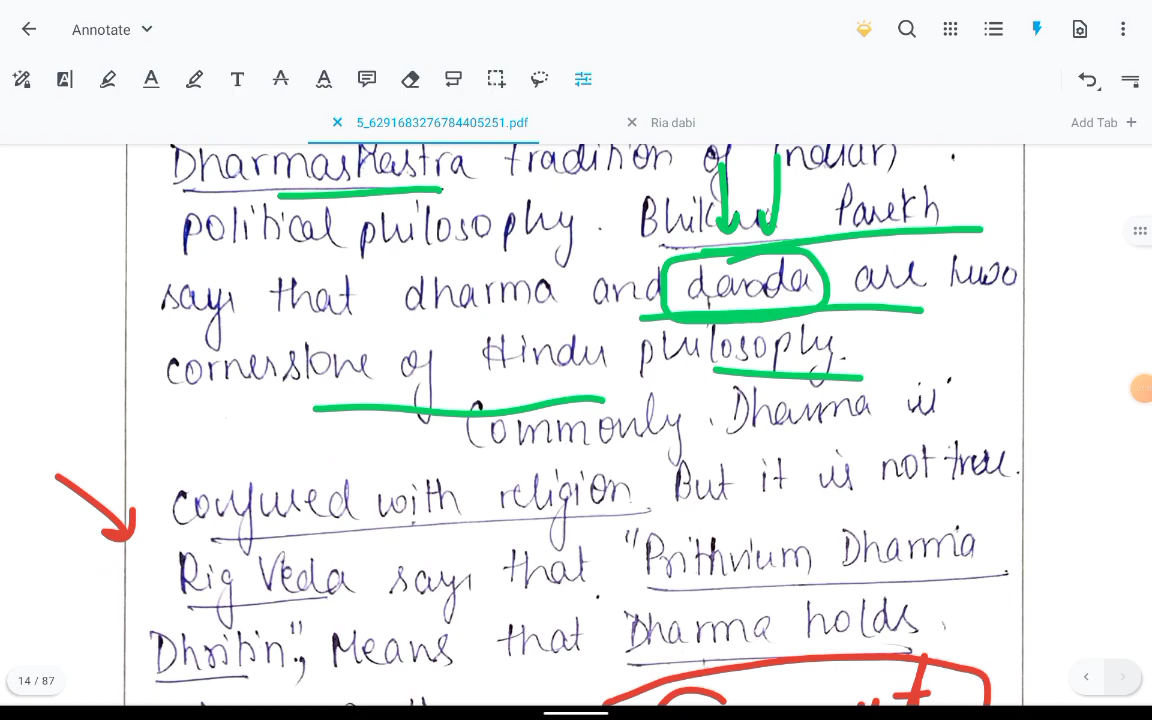 Annotate
5_6291683276784405251.pdf
Ria dabi
Add Tab +
Dharmashastra tradition of Indian
political philosophy. Bhikhu Parekh
says that dharma and danda are two
cornerstone of Hindu philosophy.
Commonly Dharma is
confused with religion. But it is not true.
Rig Veda says that "Prithvium Dharma
Dhritin", Means that Dharma holds
14 / 87